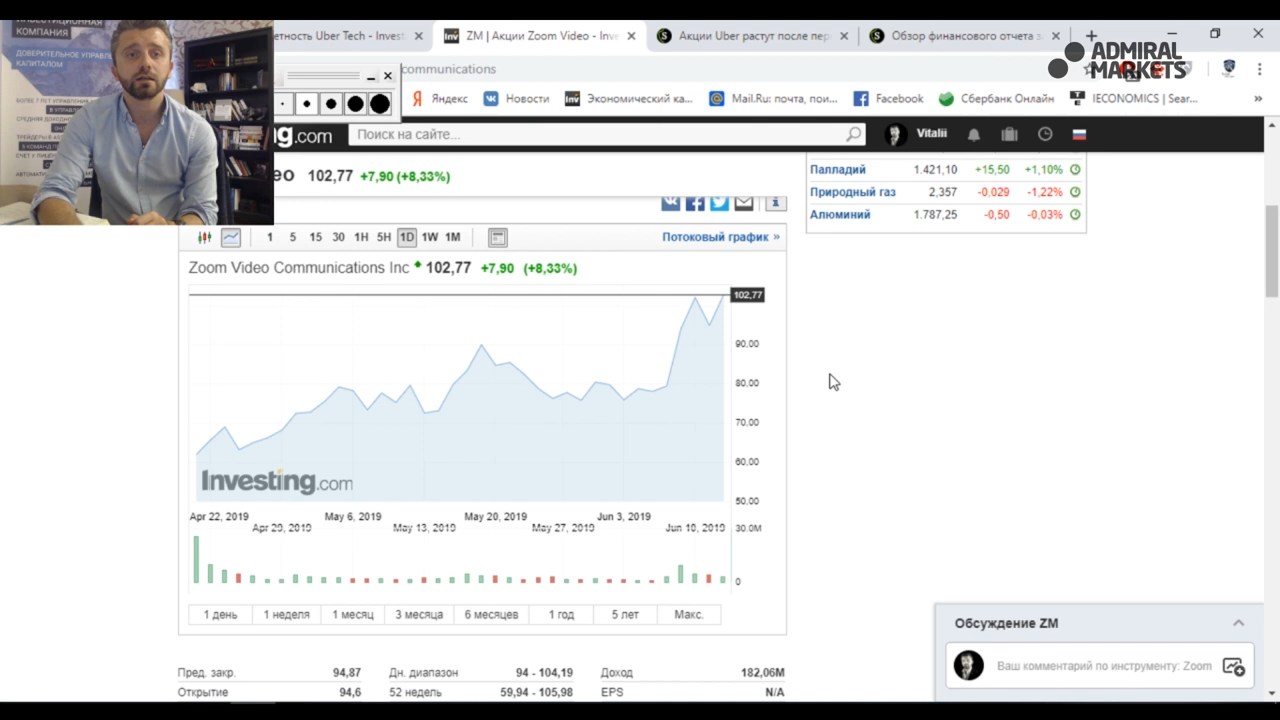 ИНВЕСТИЦИОННАЯ
КОМПАНИЯ
ДОВЕРИТЕЛЬНОЕ УПРАВЛ
КАПИТАЛОМ
етность Uber Tech - Invest
Inv ZM | Акции Zoom Video - Inve
S Акции Uber растут после пер
S Обзор финансового отчета з
ADMIRAL
MARKETS
communications
Я Яндекс
Новости
Inv Экономический ка...
@ Mail.Ru: почта, пои...
Facebook
Сбербанк Онлайн
IECONOMICS | Sear...
»
ng.com
Поиск на сайте...
Vitalii
eo 102,77 +7,90 (+8,33%)
Палладий 1.421,10 +15,50 +1,10%
Природный газ 2,357 -0,029 -1,22%
Алюминий 1.787,25 -0,50 -0,03%
1 5 15 30 1H 5H 1D 1W 1M
Потоковый график »
Zoom Video Communications Inc 102,77 +7,90 (+8,33%)
102,77
90.00
80.00
70.00
60.00
50.00
Investing.com
Apr 22, 2019
Apr 29, 2019
May 6, 2019
May 13, 2019
May 20, 2019
May 27, 2019
Jun 3, 2019
Jun 10, 2019
30.0M
0
1 день 1 неделя 1 месяц 3 месяца 6 месяцев 1 год 5 лет Макс.
Пред. закр. 94,87 Дн. диапазон 94 - 104,19 Доход 182,06M
Открытие 94,6 52 недель 59,94 - 105,98 EPS N/A
Обсуждение ZM
Ваш комментарий по инструменту: Zoom